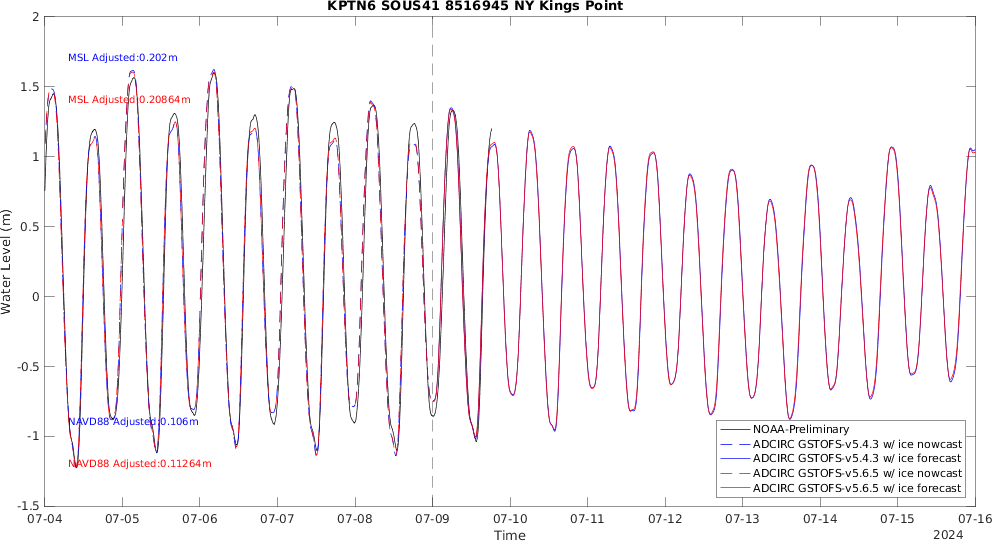 KPTN6 SOUS41 8516945 NY Kings Point
2
MSL Adjusted:0.202m
1.5
MSL Adjusted:0.20864m
1
0.5
Water Level (m)
0
-0.5
NAVD88 Adjusted:0.106m
-1
NAVD88 Adjusted:0.11264m
-1.5
NOAA-Preliminary
ADCIRC GSTOFS-v5.4.3 w/ ice nowcast
ADCIRC GSTOFS-v5.4.3 w/ ice forecast
ADCIRC GSTOFS-v5.6.5 w/ ice nowcast
ADCIRC GSTOFS-v5.6.5 w/ ice forecast
07-04 07-05 07-06 07-07 07-08 07-09 07-10 07-11 07-12 07-13 07-14 07-15 07-16
Time
2024